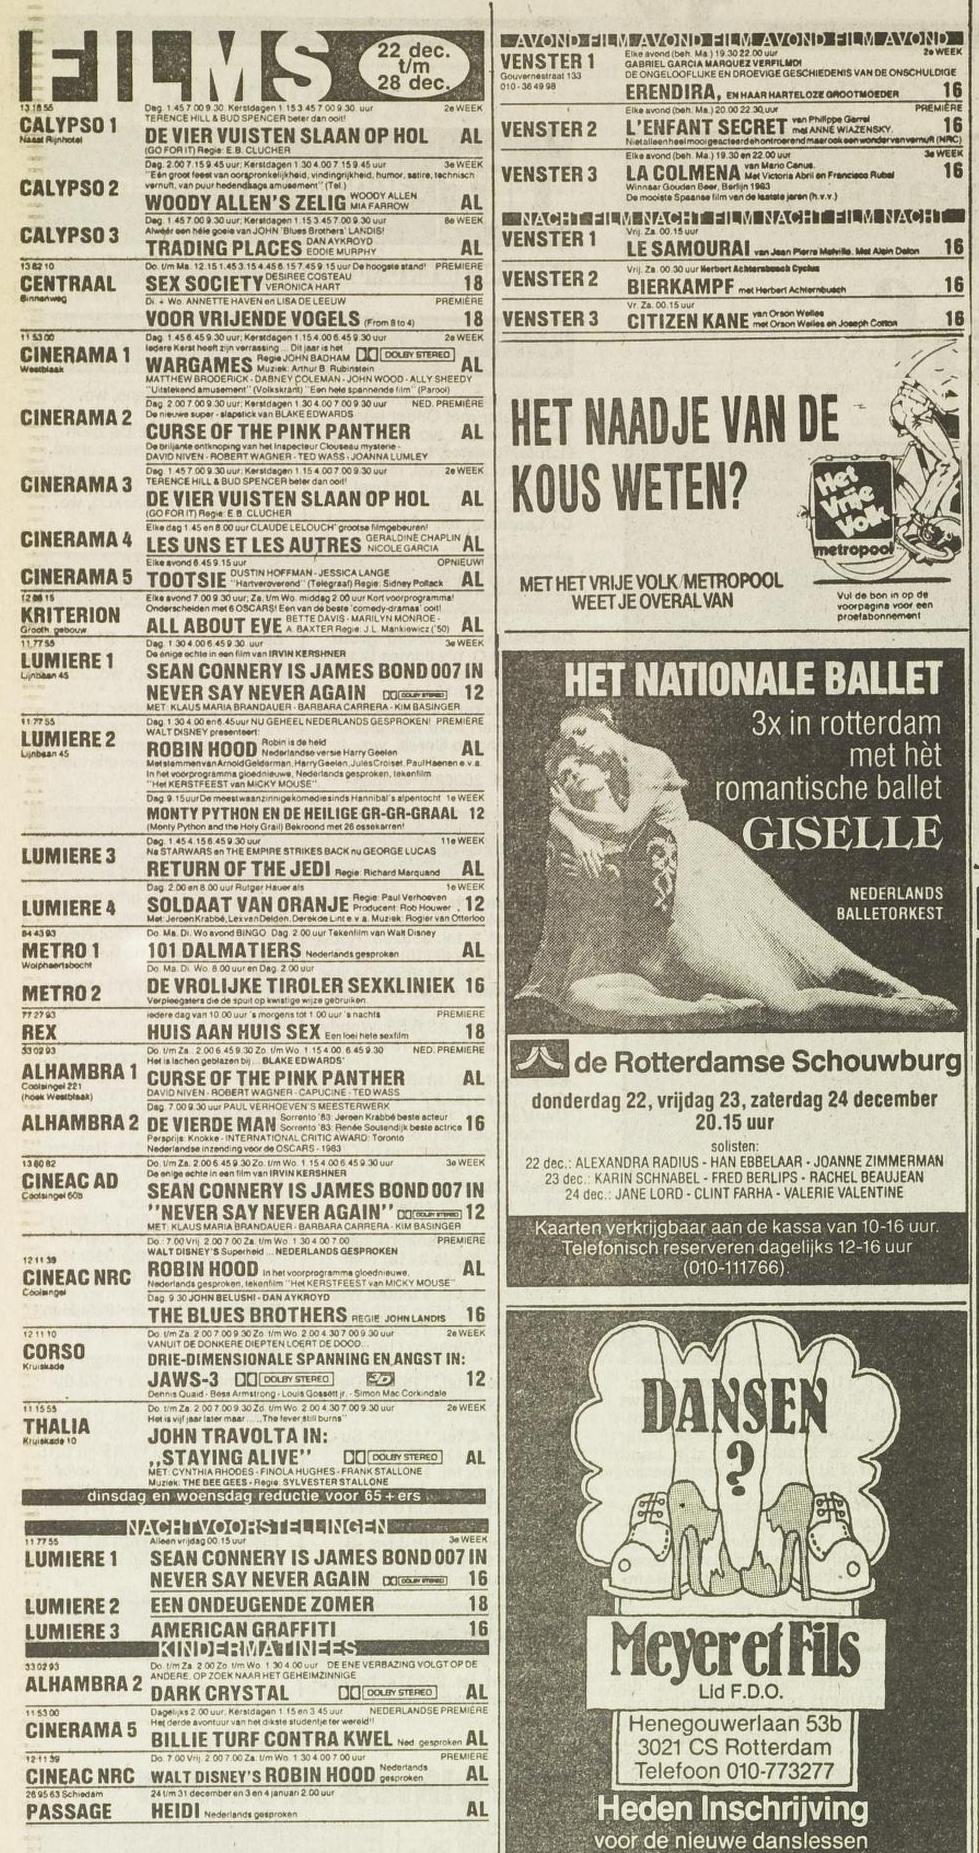 FILMS
22 dec.
t/m
28 dec.
13 18 55
Dag. 1.45 7.00 9.30. Kerstdagen 1.15 3.45 7.00 9.30. uur
2e WEEK
CALYPSO 1
TERENCE HILL & BUD SPENCER beter dan ooit!
Naast Rijnhotel
DE VIER VUISTEN SLAAN OP HOL AL
(GO FOR IT) Regie: E.B. CLUCHER
Dag. 2.00 7.15 9.45 uur; Kerstdagen 1.30 4.00 7.15 9.45 uur
3e WEEK
CALYPSO 2
"Een groot feest van oorspronkelijkheid, vindingrijkheid, humor, satire, technisch
vernuft, van puur hedendaags amusement" (Tel.)
WOODY ALLEN'S ZELIG WOODY ALLEN MIA FARROW AL
Dag. 1.45 7.00 9.30 uur; Kerstdagen 1.15 3.45 7.00 9.30 uur
8e WEEK
CALYPSO 3
Alweer een hele goeie van JOHN 'Blues Brothers' LANDIS!
TRADING PLACES DAN AYKROYD EDDIE MURPHY AL
13 82 10
Do. t/m Ma. 12.15 1.45 3.15 4.45 6.15 7.45 9.15 uur De hoogste stand!
PREMIERE
CENTRAAL
Binnenweg
SEX SOCIETY DESIREE COSTEAU VERONICA HART 18
Di. + Wo. ANNETTE HAVEN en LISA DE LEEUW
PREMIÈRE
VOOR VRIJENDE VOGELS (From 8 to 4) 18
11 53 00
Dag. 1.45 6.45 9.30 uur; Kerstdagen 1.15 4.00 6.45 9.30 uur
2e WEEK
CINERAMA 1
Westblaak
Iedere Kerst heeft zijn verrassing ... Dit jaar is het
WARGAMES Regie JOHN BADHAM Muziek: Arthur B. Rubinstein DOLBY STEREO AL
MATTHEW BRODERICK - DABNEY COLEMAN - JOHN WOOD - ALLY SHEEDY
"Uitstekend amusement" (Volkskrant) "Een hele spannende film" (Parool)
Dag. 2.00 7.00 9.30 uur; Kerstdagen 1.30 4.00 7.00 9.30 uur
NED. PREMIÈRE
CINERAMA 2
De nieuwe super - slapstick van BLAKE EDWARDS
CURSE OF THE PINK PANTHER AL
De briljante ontknoping van het Inspecteur Clouseau mysterie -
DAVID NIVEN - ROBERT WAGNER - TED WASS - JOANNA LUMLEY
Dag. 1.45 7.00 9.30 uur; Kerstdagen 1.15 4.00 7.00 9.30 uur
2e WEEK
CINERAMA 3
TERENCE HILL & BUD SPENCER beter dan ooit!
DE VIER VUISTEN SLAAN OP HOL AL
(GO FOR IT) Regie: E.B. CLUCHER
Elke dag 1.45 en 8.00 uur CLAUDE LELOUCH' grootse filmgebeuren!
CINERAMA 4
LES UNS ET LES AUTRES GERALDINE CHAPLIN NICOLE GARCIA AL
Elke avond 6.45 9.15 uur
OPNIEUW!
CINERAMA 5
DUSTIN HOFFMAN - JESSICA LANGE
TOOTSIE "Hartveroverend" (Telegraaf) Regie: Sidney Pollack AL
Elke avond 7.00 9.30 uur; Za. t/m Wo. middag 2.00 uur Kort voorprogramma!
KRITERION
Grooth. gebouw
Onderscheiden met 6 OSCARS! Een van de beste 'comedy-dramas' ooit!
ALL ABOUT EVE BETTE DAVIS - MARILYN MONROE - A. BAXTER Regie: J.L. Mankiewicz ('50) AL
11 77 55
Dag. 1.30 4.00 6.45 9.30 uur
3e WEEK
LUMIERE 1
Lijnbaan 45
De enige echte in een film van IRVIN KERSHNER
SEAN CONNERY IS JAMES BOND 007 IN
NEVER SAY NEVER AGAIN DOLBY STEREO 12
MET: KLAUS MARIA BRANDAUER - BARBARA CARRERA - KIM BASINGER
11 77 55
Dag. 1.30 4.00 en 6.45 uur NU GEHEEL NEDERLANDS GESPROKEN! PREMIÈRE
LUMIERE 2
Lijnbaan 45
WALT DISNEY presenteert:
ROBIN HOOD Robin is de held Nederlandse versie Harry Geelen AL
Met stemmen van Arnold Gelderman, Harry Geelen, Jules Croiset, Paul Haenen e.v.a.
In het voorprogramma gloednieuwe, Nederlands gesproken, tekenfilm
"Het KERSTFEEST van MICKY MOUSE"
Dag. 9.15 uur De meest waanzinnige komedie sinds Hannibal's alpentocht 1e WEEK
MONTY PYTHON EN DE HEILIGE GR-GR-GRAAL 12
(Monty Python and the Holy Grail) Bekroond met 26 ossekarren!
Dag. 1.45 4.15 6.45 9.30 uur
11e WEEK
LUMIERE 3
Na STARWARS en THE EMPIRE STRIKES BACK nu GEORGE LUCAS
RETURN OF THE JEDI Regie: Richard Marquand AL
Dag. 2.00 en 8.00 uur Rutger Hauer als
1e WEEK
LUMIERE 4
SOLDAAT VAN ORANJE Regie: Paul Verhoeven Producent: Rob Houwer 12
Met: Jeroen Krabbé, Lex van Delden, Derek de Lint e.v.a. Muziek: Rogier van Otterloo
84 43 93
Do. Ma. Di. Wo avond BINGO Dag. 2.00 uur Tekenfilm van Walt Disney
METRO 1
Wolphaertsbocht
101 DALMATIERS Nederlands gesproken AL
Do. Ma. Di. Wo. 8.00 uur en Dag. 2.00 uur
METRO 2
DE VROLIJKE TIROLER SEXKLINIEK 16
Verpleegsters die de spuit op kwistige wijze gebruiken.
77 27 93
Iedere dag van 10.00 uur 's morgens tot 1.00 uur 's nachts
PREMIERE
REX
HUIS AAN HUIS SEX Een loei hete sexfilm 18
33 02 93
Do. t/m Za. 2.00 6.45 9.30 Zo. t/m Wo. 1.15 4.00 6.45 9.30
NED. PREMIERE
ALHAMBRA 1
Coolsingel 221
(hoek Westblaak)
Het is lachen geblazen bij ... BLAKE EDWARDS'
CURSE OF THE PINK PANTHER AL
DAVID NIVEN - ROBERT WAGNER - CAPUCINE - TED WASS
Dag. 7.00 9.30 uur PAUL VERHOEVEN'S MEESTERWERK
ALHAMBRA 2
DE VIERDE MAN Sorrento '83: Jeroen Krabbé beste acteur Sorrento '83: Renée Soutendijk beste actrice 16
Persprijs: Knokke - INTERNATIONAL CRITIC AWARD: Toronto
Nederlandse inzending voor de OSCARS - 1983
13 60 82
Do. t/m Za. 2.00 6.45 9.30 Zo. t/m Wo. 1.15 4.00 6.45 9.30 uur
3e WEEK
CINEAC AD
Coolsingel 60b
De enige echte in een film van IRVIN KERSHNER
SEAN CONNERY IS JAMES BOND 007 IN
"NEVER SAY NEVER AGAIN" DOLBY STEREO 12
MET: KLAUS MARIA BRANDAUER - BARBARA CARRERA - KIM BASINGER
Do.: 7.00 Vrij. 2.00 7.00 Za. t/m Wo. 1.30 4.00 7.00
PREMIERE
12 11 39
CINEAC NRC
Coolsingel
WALT DISNEY'S Superheld ... NEDERLANDS GESPROKEN
ROBIN HOOD In het voorprogramma gloednieuwe, AL
Nederlands gesproken, tekenfilm "Het KERSTFEEST van MICKY MOUSE"
Dag. 9.30 JOHN BELUSHI - DAN AYKROYD
THE BLUES BROTHERS REGIE JOHN LANDIS 16
12 11 10
Do. t/m Za. 2.00 7.00 9.30 Zo. t/m Wo. 2.00 4.30 7.00 9.30 uur
2e WEEK
CORSO
Kruiskade
VANUIT DE DONKERE DIEPTEN LOERT DE DOOD...
DRIE-DIMENSIONALE SPANNING EN ANGST IN:
JAWS-3 DOLBY STEREO 12
Dennis Quaid - Bess Armstrong - Louis Gossett jr. - Simon Mac Corkindale
11 15 55
Do. t/m Za. 2.00 7.00 9.30 Zo. t/m Wo. 2.00 4.30 7.00 9.30 uur
2e WEEK
THALIA
Kruiskade 10
Het is vijf jaar later maar ..... „The fever still burns"
JOHN TRAVOLTA IN:
„STAYING ALIVE" DOLBY STEREO AL
MET: CYNTHIA RHODES - FINOLA HUGHES - FRANK STALLONE
Muziek: THE BEE GEES - Regie: SYLVESTER STALLONE
dinsdag en woensdag reductie voor 65 + ers
NACHTVOORSTELLINGEN
11 77 55
Alleen vrijdag 00.15 uur
3e WEEK
LUMIERE 1
SEAN CONNERY IS JAMES BOND 007 IN
NEVER SAY NEVER AGAIN DOLBY STEREO 16
LUMIERE 2 EEN ONDEUGENDE ZOMER 18
LUMIERE 3 AMERICAN GRAFFITI 16
KINDERMATINEES
33 02 93
Do. t/m Za. 2.00 Zo. t/m Wo. 1.30 4.00 uur DE ENE VERBAZING VOLGT OP DE
ANDERE, OP ZOEK NAAR HET GEHEIMZINNIGE
ALHAMBRA 2
DARK CRYSTAL DOLBY STEREO AL
11 53 00
Dagelijks 2.00 uur; Kerstdagen 1.15 en 3.45 uur
NEDERLANDSE PREMIÈRE
CINERAMA 5
Het derde avontuur van het dikste studentje ter wereld!!
BILLIE TURF CONTRA KWEL Ned. gesproken AL
12 11 39
Do. 7.00 Vrij. 2.00 7.00 Za. t/m Wo. 1.30 4.00 7.00 uur
PREMIÈRE
CINEAC NRC WALT DISNEY'S ROBIN HOOD Nederlands gesproken AL
26 95 63 Schiedam
24 t/m 31 december en 3 en 4 januari 2.00 uur
PASSAGE HEIDI Nederlands gesproken AL
AVOND FILM AVOND FILM AVOND FILM AVOND
Elke avond (beh. Ma.) 19.30 22.00 uur
2e WEEK
VENSTER 1
Gouvernestraat 133
010 - 36 49 98
GABRIEL GARCIA MARQUEZ VERFILMD!
DE ONGELOOFLIJKE EN DROEVIGE GESCHIEDENIS VAN DE ONSCHULDIGE
ERENDIRA, EN HAAR HARTELOZE GROOTMOEDER 16
Elke avond (beh. Ma.) 20.00 22.30 uur
PREMIÈRE
VENSTER 2
L'ENFANT SECRET van Philippe Garrel met ANNE WIAZENSKY. 16
Niet alleen heel mooi geacteerde hontroerend maar ook een wonder van vernuft (NRC)
Elke avond (beh. Ma.) 19.30 en 22.00 uur
3e WEEK
VENSTER 3
LA COLMENA van Mario Camus. Met Victoria Abril en Francisco Rabal 16
Winnaar Gouden Beer, Berlijn 1983
De mooiste Spaanse film van de laatste jaren (h.v.v.)
NACHT FILM NACHT FILM NACHT FILM NACHT
Vrij. Za. 00.15 uur
VENSTER 1
LE SAMOURAI van Jean Pierre Melville. Met Alain Delon 16
Vrij. Za. 00.30 uur Herbert Achternbusch Cyclus
VENSTER 2
BIERKAMPF met Herbert Achternbusch 16
Vr. Za. 00.15 uur
VENSTER 3
CITIZEN KANE van Orson Welles met Orson Welles en Joseph Cotton 16
HET NAADJE VAN DE
KOUS WETEN?
Het
Vrije
Volk
metropool
MET HET VRIJE VOLK/METROPOOL
WEET JE OVERAL VAN
Vul de bon in op de
voorpagina voor een
proefabonnement
HET NATIONALE BALLET
3x in rotterdam
met hèt
romantische ballet
GISELLE
NEDERLANDS
BALLETORKEST
de Rotterdamse Schouwburg
donderdag 22, vrijdag 23, zaterdag 24 december
20.15 uur
solisten:
22 dec.: ALEXANDRA RADIUS - HAN EBBELAAR - JOANNE ZIMMERMAN
23 dec.: KARIN SCHNABEL - FRED BERLIPS - RACHEL BEAUJEAN
24 dec.: JANE LORD - CLINT FARHA - VALERIE VALENTINE
Kaarten verkrijgbaar aan de kassa van 10-16 uur.
Telefonisch reserveren dagelijks 12-16 uur
(010-111766).
DANSEN
?
Meyer et Fils
Lid F.D.O.
Henegouwerlaan 53b
3021 CS Rotterdam
Telefoon 010-773277
Heden Inschrijving
voor de nieuwe danslessen